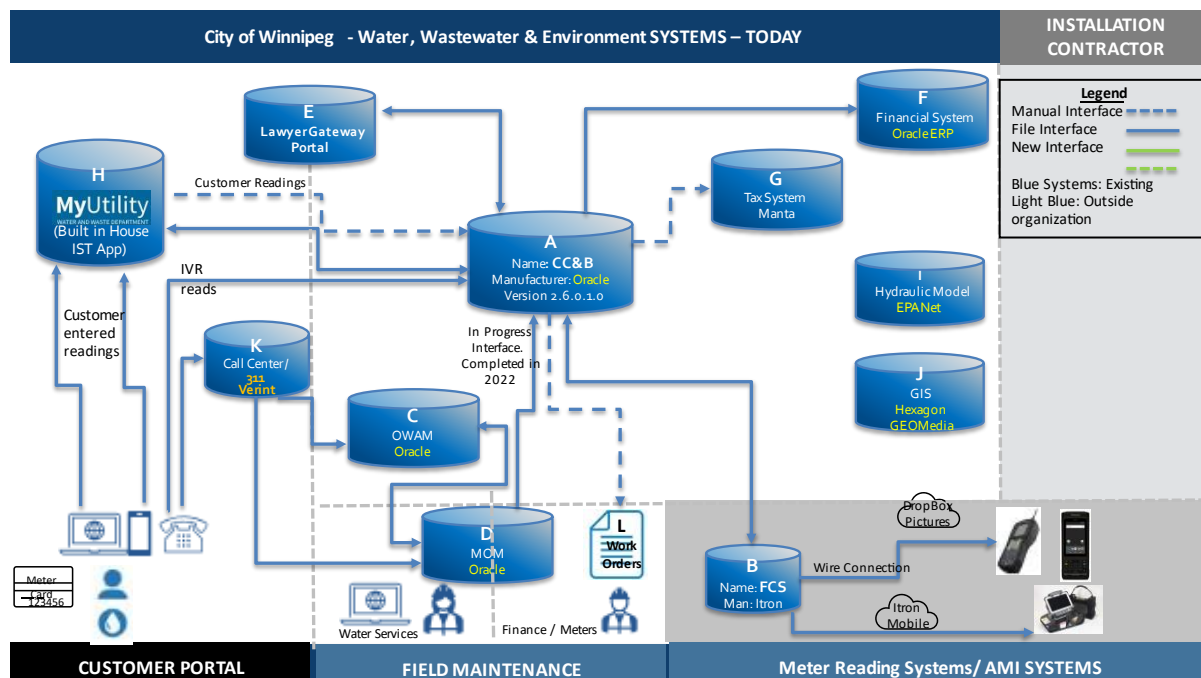 City of Winnipeg - Water, Wastewater & Environment SYSTEMS – TODAY
INSTALLATION
CONTRACTOR
Legend
Manual Interface
File Interface
New Interface
Blue Systems: Existing
Light Blue: Outside
organization
E
LawyerGateway
Portal
F
Financial System
Oracle ERP
H
MyUtility
WATER AND WASTE DEPARTMENT
(Built in House
IST App)
Customer Readings
G
Tax System
Manta
A
Name: CC&B
Manufacturer: Oracle
Version 2.6.0.1.0
IVR
reads
I
Hydraulic Model
EPANet
Customer
entered
readings
K
Call Center/
311
Verint
In Progress
Interface.
Completed in
2022
J
GIS
Hexagon
GEOMedia
C
OWAM
Oracle
D
MOM
Oracle
L
Work
Orders
DropBox
Pictures
B
Name: FCS
Man: Itron
Wire Connection
Itron
Mobile
Meter
Card
123456
Water Services
Finance / Meters
CUSTOMER PORTAL
FIELD MAINTENANCE
Meter Reading Systems/ AMI SYSTEMS